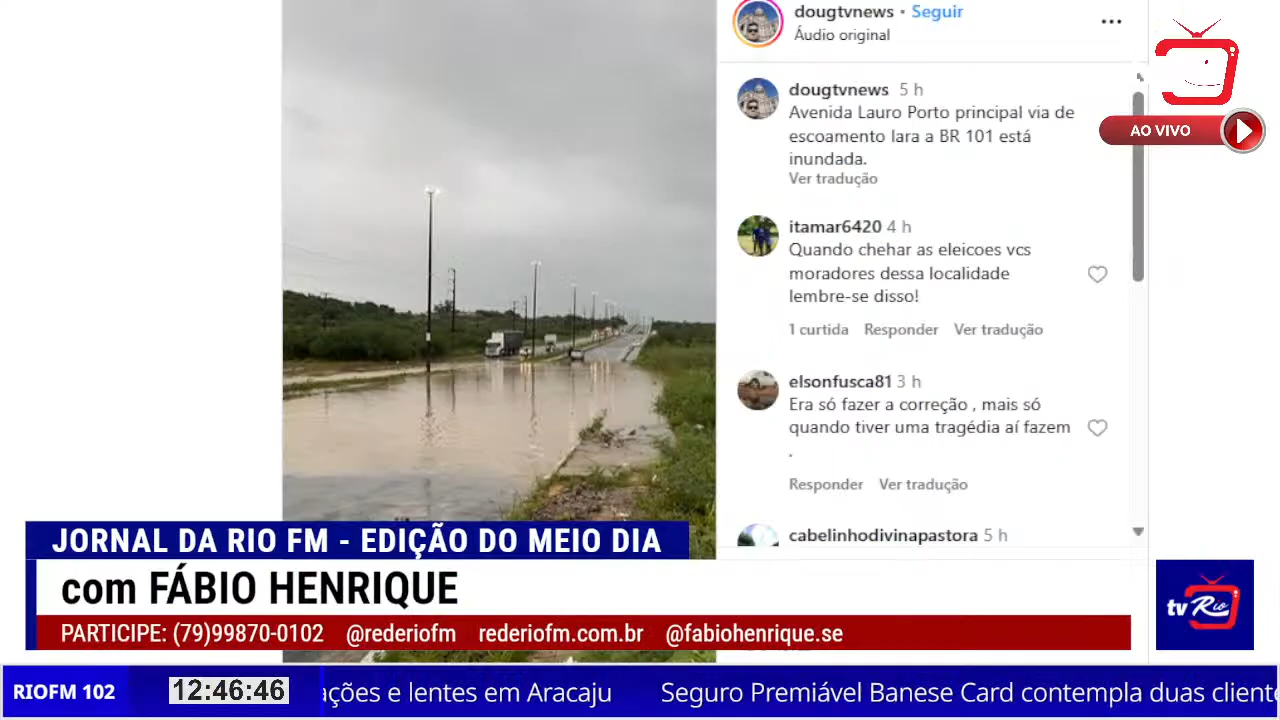 dougtvnews • Seguir
Áudio original
dougtvnews 5 h
Avenida Lauro Porto principal via de
escoamento lara a BR 101 está
inundada.
Ver tradução
itamar6420 4 h
Quando chehar as eleicoes vcs
moradores dessa localidade
lembre-se disso!
1 curtida Responder Ver tradução
elsonfusca81 3 h
Era só fazer a correção , mais só
quando tiver uma tragédia aí fazem
.
Responder Ver tradução
cabelinhodivinapastora 5 h
AO VIVO
JORNAL DA RIO FM - EDIÇÃO DO MEIO DIA
com FÁBIO HENRIQUE
PARTICIPE: (79)99870-0102 @rederiofm rederiofm.com.br @fabiohenrique.se
tv Rio
RIOFM 102 12:46:46 ações e lentes em Aracaju Seguro Premiável Banese Card contempla duas cliente